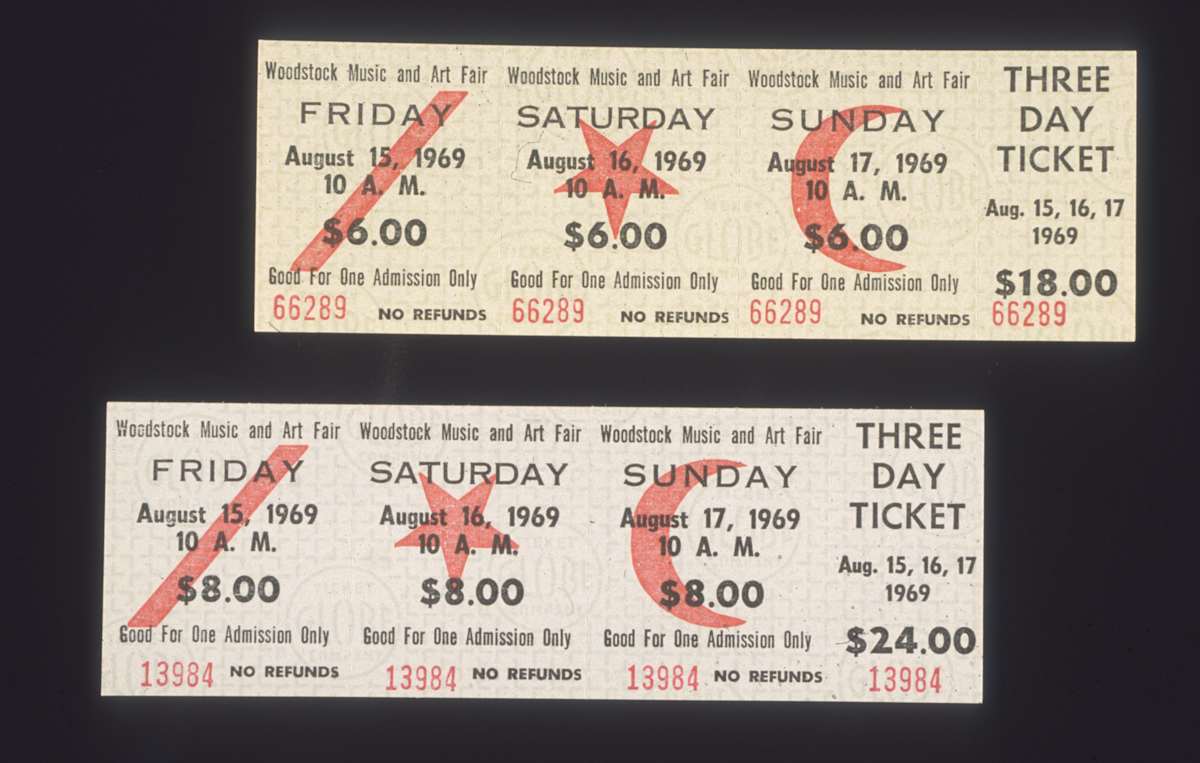 Woodstock Music and Art Fair
FRIDAY
August 15, 1969
10 A. M.
$6.00
Good For One Admission Only
66289 NO REFUNDS
Woodstock Music and Art Fair
SATURDAY
August 16, 1969
10 A. M.
$6.00
Good For One Admission Only
66289 NO REFUNDS
Woodstock Music and Art Fair
SUNDAY
August 17, 1969
10 A. M.
$6.00
Good For One Admission Only
66289 NO REFUNDS
THREE
DAY
TICKET
Aug. 15, 16, 17
1969
$18.00
66289
Woodstock Music and Art Fair
FRIDAY
August 15, 1969
10 A. M.
$8.00
Good For One Admission Only
13984 NO REFUNDS
Woodstock Music and Art Fair
SATURDAY
August 16, 1969
10 A. M.
$8.00
Good For One Admission Only
13984 NO REFUNDS
Woodstock Music and Art Fair
SUNDAY
August 17, 1969
10 A. M.
$8.00
Good For One Admission Only
13984 NO REFUNDS
THREE
DAY
TICKET
Aug. 15, 16, 17
1969
$24.00
13984